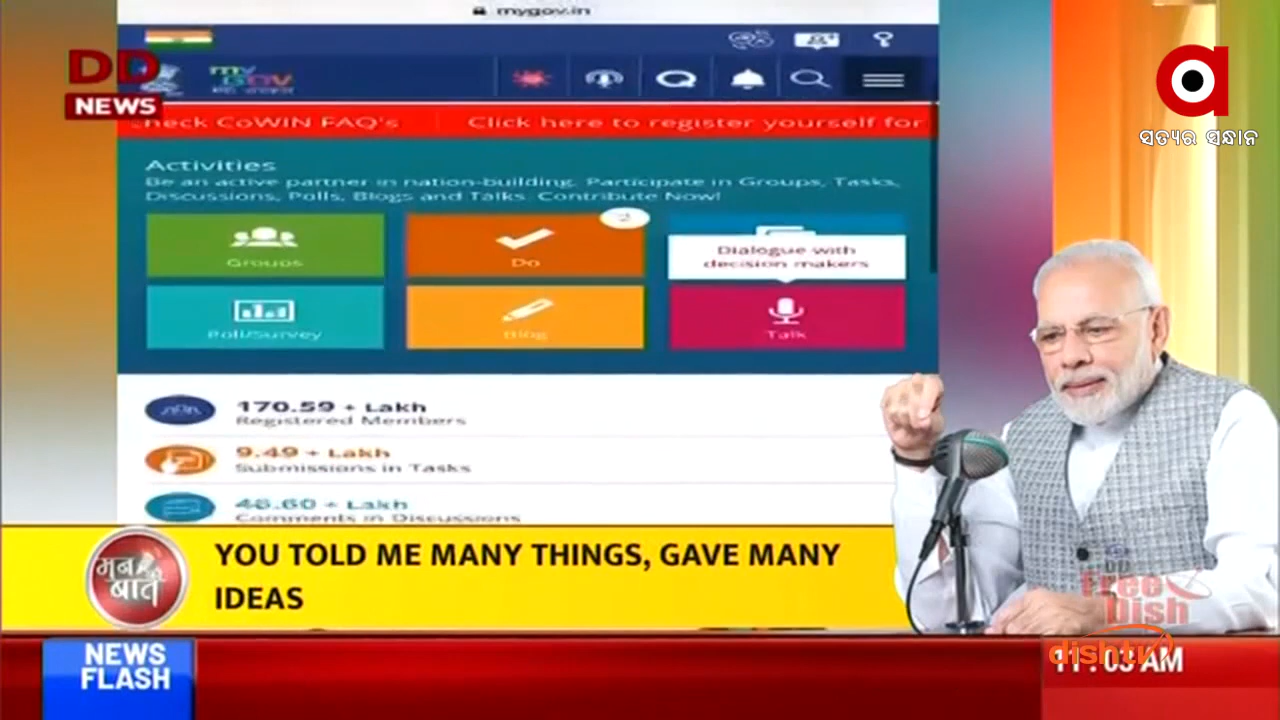 mygov.in
DD
NEWS
my
GOV
heck CoWIN FAQ's
Click here to register yourself for
ସତ୍ୟର ସନ୍ଧାନ
Activities
Be an active partner in nation-building. Participate in Groups, Tasks,
Discussions, Polls, Blogs and Talks. Contribute Now!
Groups
Do
2
Dialogue with
decision makers
Poll/Survey
Blog
Talk
170.59 + Lakh
Registered Members
9.49 + Lakh
Submissions in Tasks
46.60 + Lakh
Comments in Discussions
मन की
बात
YOU TOLD ME MANY THINGS, GAVE MANY
IDEAS
DD
Free
Dish
dishtv
NEWS
FLASH
11:03 AM